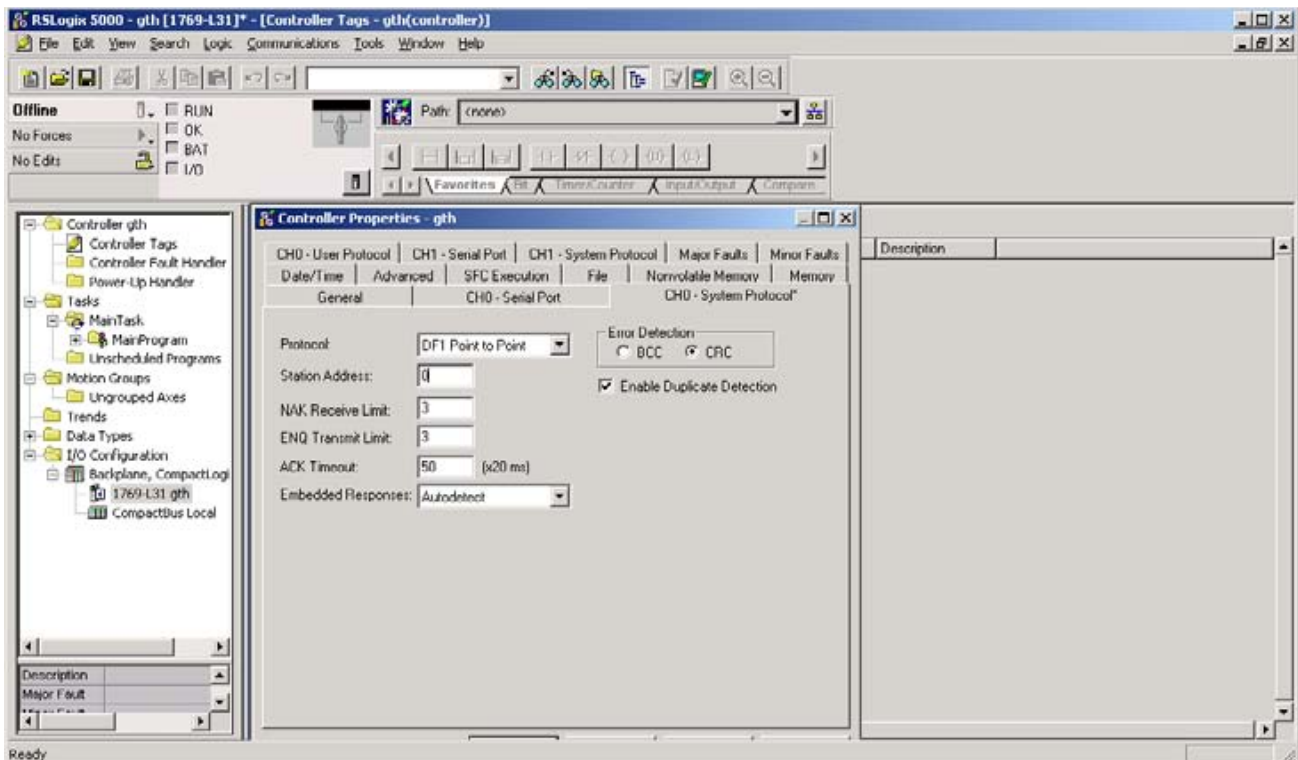 RSLogix 5000 - gth [1769-L31]* - [Controller Tags - gth(controller)]
File Edit View Search Logic Communications Tools Window Help
Offline
RUN
No Forces
OK
No Edits
BAT
I/O
Path: <none>
Favorites Bit Timer/Counter Input/Output Compare
Controller gth
Controller Tags
Controller Fault Handler
Power-Up Handler
Tasks
MainTask
MainProgram
Unscheduled Programs
Motion Groups
Ungrouped Axes
Trends
Data Types
I/O Configuration
Backplane, CompactLogi
1769-L31 gth
CompactBus Local
Description
Major Fault
Controller Properties - gth
CH0 - User Protocol CH1 - Serial Port CH1 - System Protocol Major Faults Minor Faults
Date/Time Advanced SFC Execution File Nonvolatile Memory Memory
General CH0 - Serial Port CH0 - System Protocol*
Protocol: DF1 Point to Point
Station Address: 0
NAK Receive Limit: 3
ENQ Transmit Limit: 3
ACK Timeout: 50 (x20 ms)
Embedded Responses: Autodetect
Error Detection
BCC CRC
Enable Duplicate Detection
Description
Ready